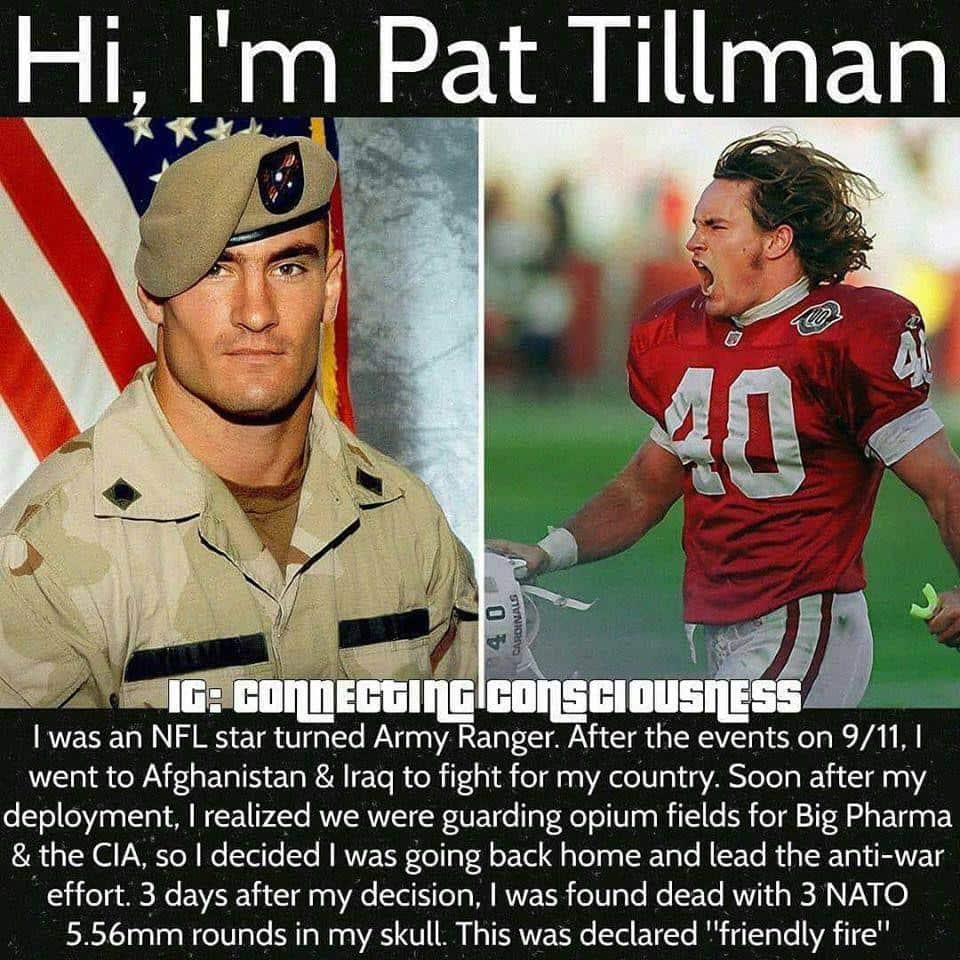 Hi, I'm Pat Tillman
40
4
40
CARDINALS
IG: CONNECTING CONSCIOUSNESS
I was an NFL star turned Army Ranger. After the events on 9/11, I
went to Afghanistan & Iraq to fight for my country. Soon after my
deployment, I realized we were guarding opium fields for Big Pharma
& the CIA, so I decided I was going back home and lead the anti-war
effort. 3 days after my decision, I was found dead with 3 NATO
5.56mm rounds in my skull. This was declared "friendly fire"